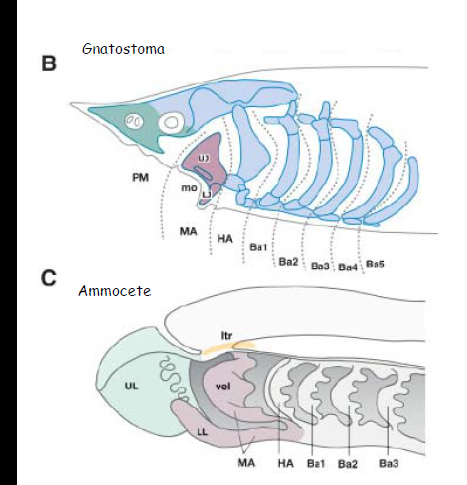 Gnatostoma
B
UJ
PM
mo
LJ
MA
HA
Ba1
Ba2
Ba3
Ba4
Ba5
C
Ammocete
ltr
UL
vel
LL
MA HA Ba1 Ba2 Ba3